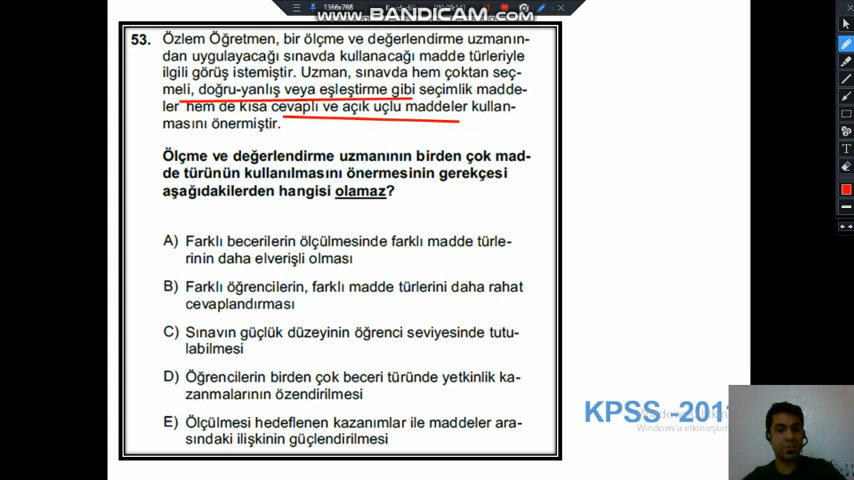 1366x768
www.BANDICAM.com
53. Özlem Öğretmen, bir ölçme ve değerlendirme uzmanın-
dan uygulayacağı sınavda kullanacağı madde türleriyle
ilgili görüş istemiştir. Uzman, sınavda hem çoktan seç-
meli, doğru-yanlış veya eşleştirme gibi seçimlik madde-
ler hem de kısa cevaplı ve açık uçlu maddeler kullan-
masını önermiştir.
Ölçme ve değerlendirme uzmanının birden çok mad-
de türünün kullanılmasını önermesinin gerekçesi
aşağıdakilerden hangisi olamaz?
A) Farklı becerilerin ölçülmesinde farklı madde türle-
rinin daha elverişli olması
B) Farklı öğrencilerin, farklı madde türlerini daha rahat
cevaplandırması
C) Sınavın güçlük düzeyinin öğrenci seviyesinde tutu-
labilmesi
D) Öğrencilerin birden çok beceri türünde yetkinlik ka-
zanmalarının özendirilmesi
E) Ölçülmesi hedeflenen kazanımlar ile maddeler ara-
sındaki ilişkinin güçlendirilmesi
KPSS -201
Windows'u etkinleştirm